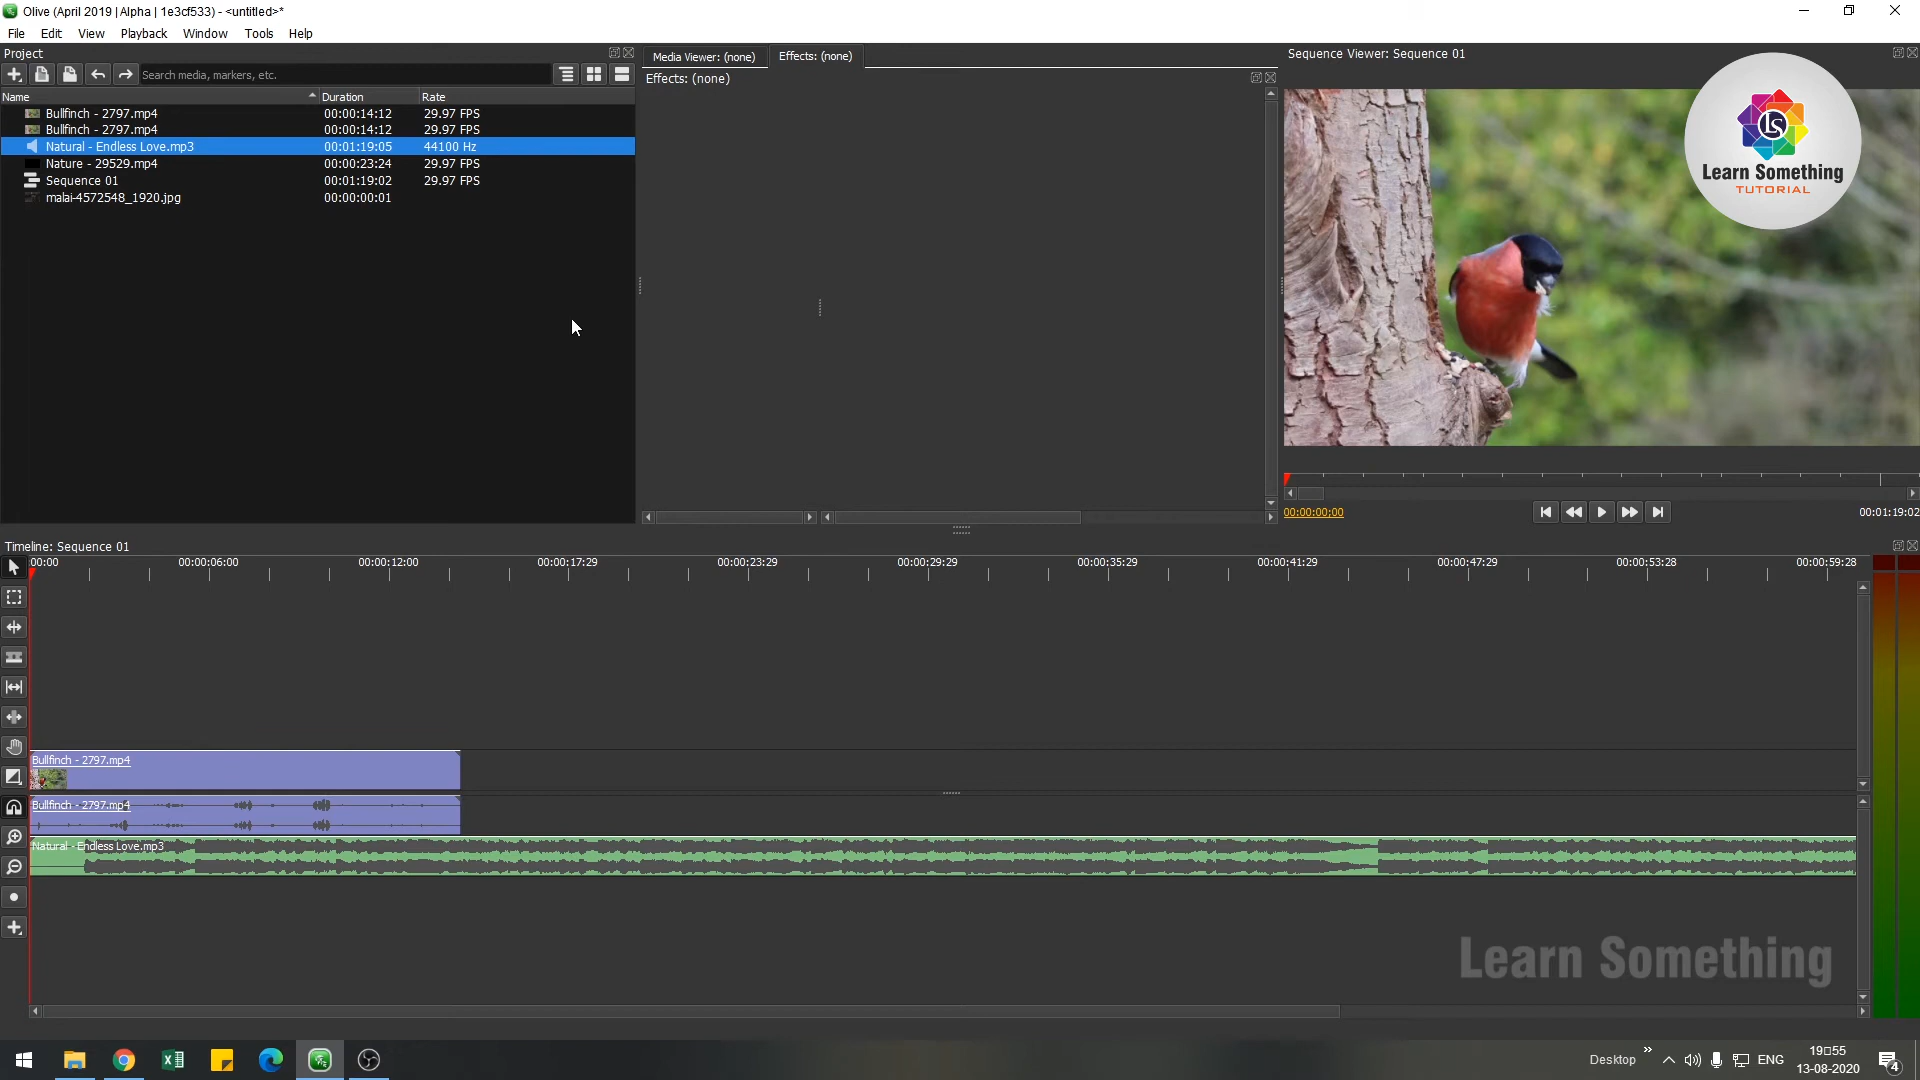 Olive (April 2019 | Alpha | 1e3cf533) - <untitled>*
File Edit View Playback Window Tools Help
Project
Search media, markers, etc.
Name Duration Rate
Bullfinch - 2797.mp4 00:00:14:12 29.97 FPS
Bullfinch - 2797.mp4 00:00:14:12 29.97 FPS
Natural - Endless Love.mp3 00:01:19:05 44100 Hz
Nature - 29529.mp4 00:00:23:24 29.97 FPS
Sequence 01 00:01:19:02 29.97 FPS
malai-4572548_1920.jpg 00:00:00:01
Media Viewer: (none) Effects: (none)
Effects: (none)
Sequence Viewer: Sequence 01
LS
Learn Something
TUTORIAL
00:00:00;00
00:01:19:02
Timeline: Sequence 01
00:00 00:00:06:00 00:00:12:00 00:00:17:29 00:00:23:29 00:00:29:29 00:00:35:29 00:00:41:29 00:00:47:29 00:00:53:28 00:00:59:28
Bullfinch - 2797.mp4
Bullfinch - 2797.mp4
Natural - Endless Love.mp3
Learn Something
Desktop
ENG
19□55
13-08-2020
4